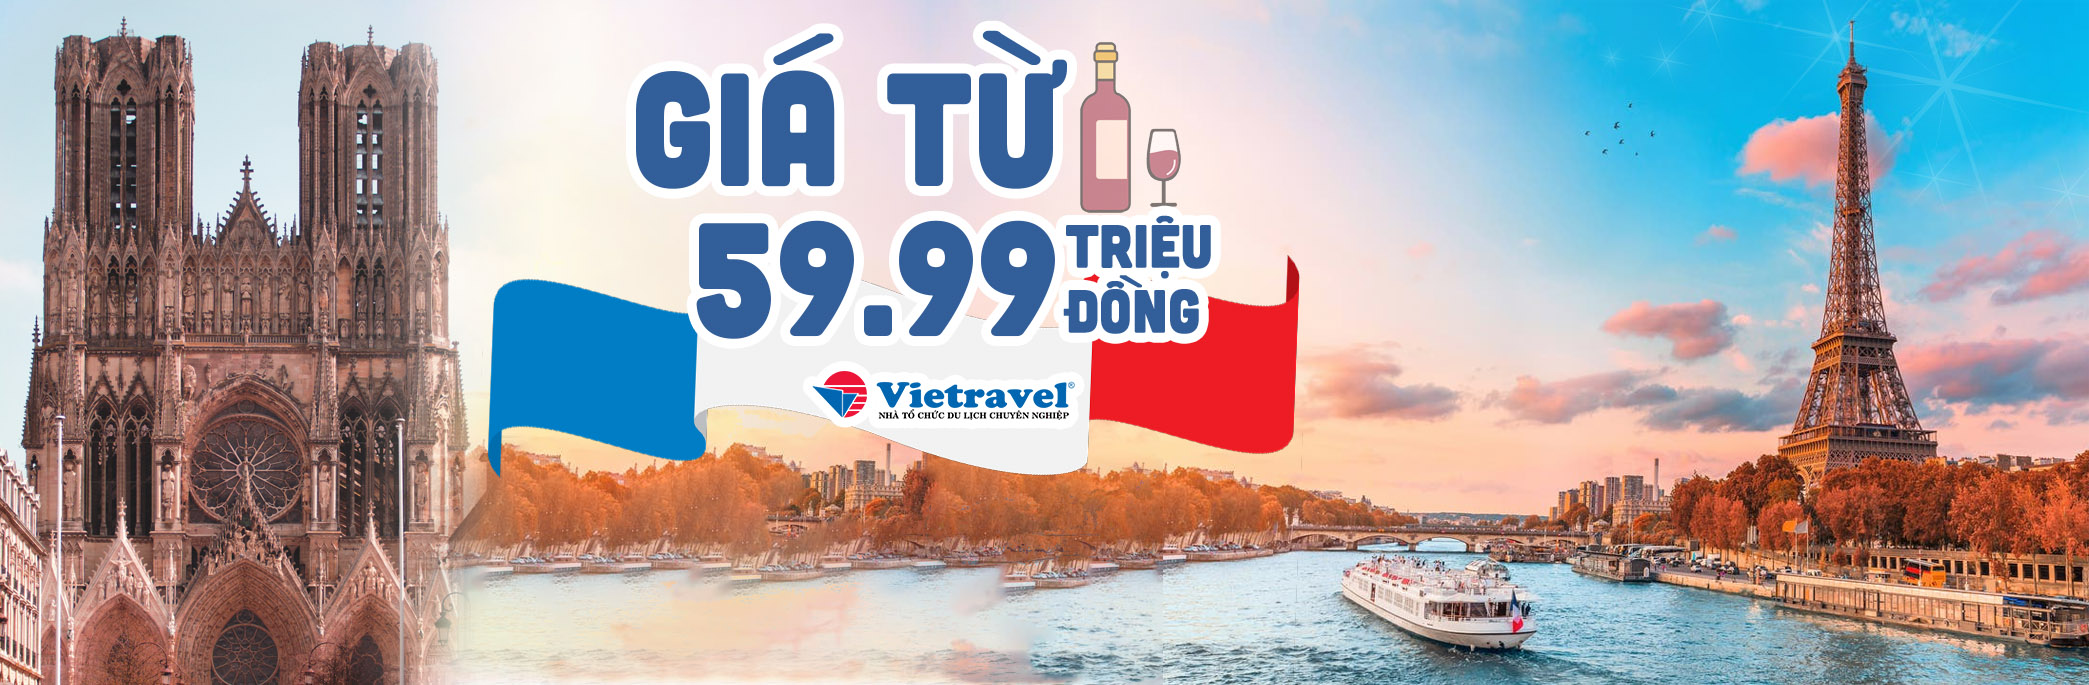 GIÁ TỪ
59.99 TRIỆU
ĐỒNG
Vietravel®
NHÀ TỔ CHỨC DU LỊCH CHUYÊN NGHIỆP